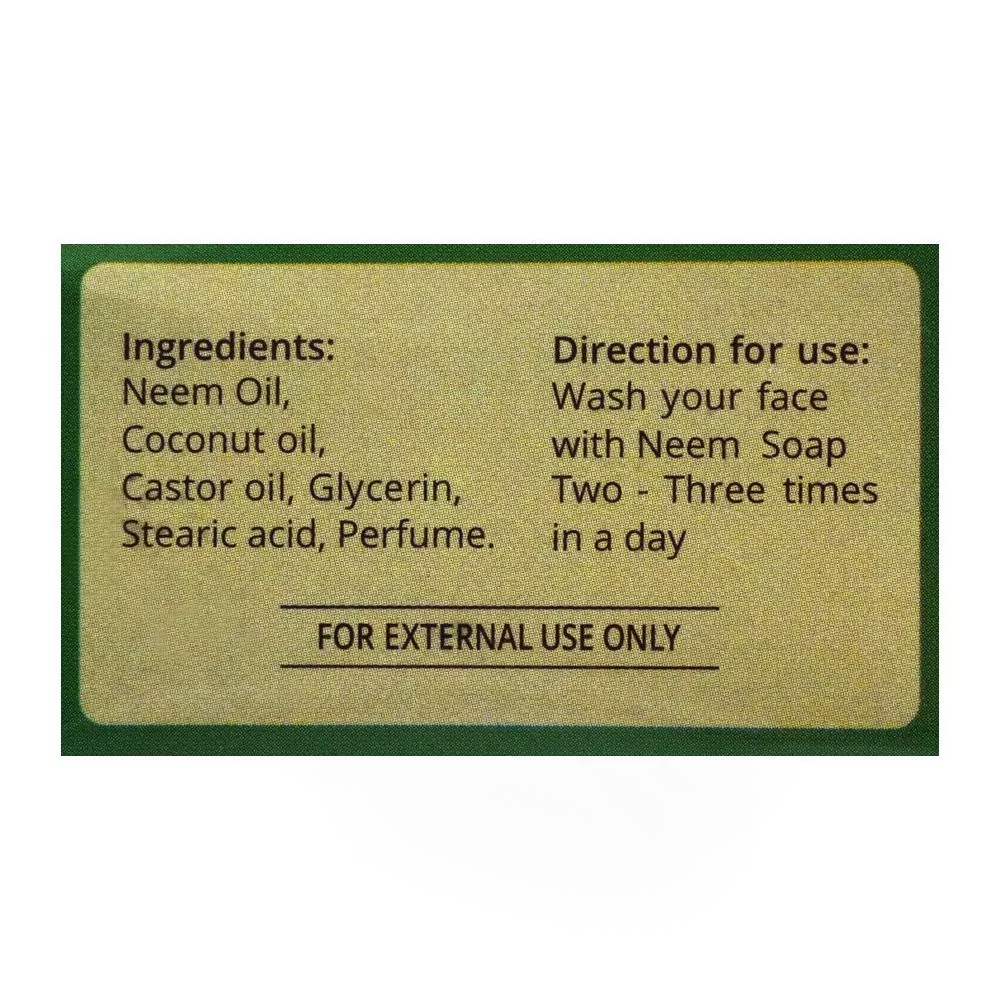 Ingredients:
Neem Oil,
Coconut oil,
Castor oil, Glycerin,
Stearic acid, Perfume.
Direction for use:
Wash your face
with Neem Soap
Two - Three times
in a day
FOR EXTERNAL USE ONLY